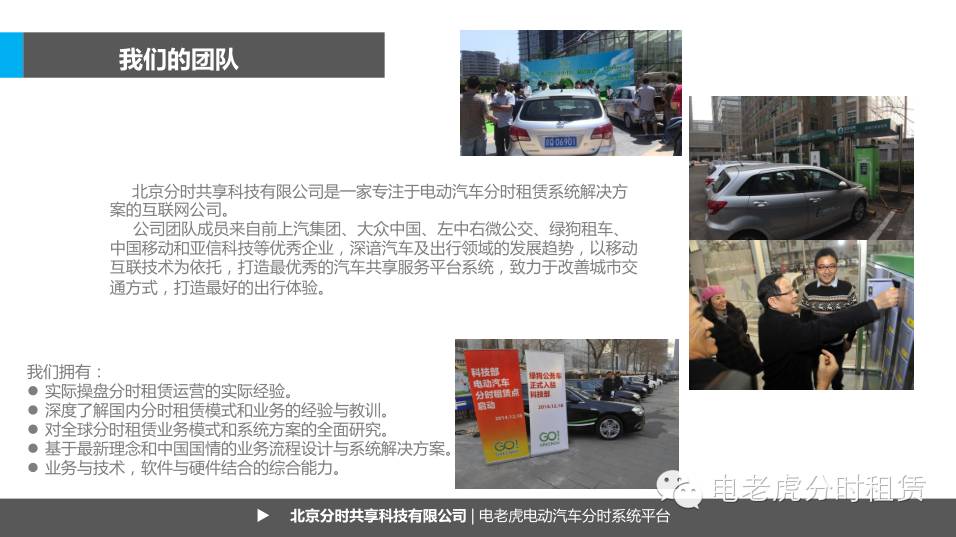 我们的团队
北京分时共享科技有限公司是一家专注于电动汽车分时租赁系统解决方
案的互联网公司。
公司团队成员来自前上汽集团、大众中国、左中右微公交、绿狗租车、
中国移动和亚信科技等优秀企业，深谙汽车及出行领域的发展趋势，以移动
互联技术为依托，打造最优秀的汽车共享服务平台系统，致力于改善城市交
通方式，打造最好的出行体验。
我们拥有：
● 实际操盘分时租赁运营的实际经验。
● 深度了解国内分时租赁模式和业务的经验与教训。
● 对全球分时租赁业务模式和系统方案的全面研究。
● 基于最新理念和中国国情的业务流程设计与系统解决方案。
● 业务与技术，软件与硬件结合的综合能力。
Q 06901
科技部
电动汽车
分时租赁点
启动
2014.12.16
GO!
绿狗公务车
正式入驻
科技部
2014.12.16
GO!
电老虎分时租赁
北京分时共享科技有限公司 | 电老虎电动汽车分时系统平台